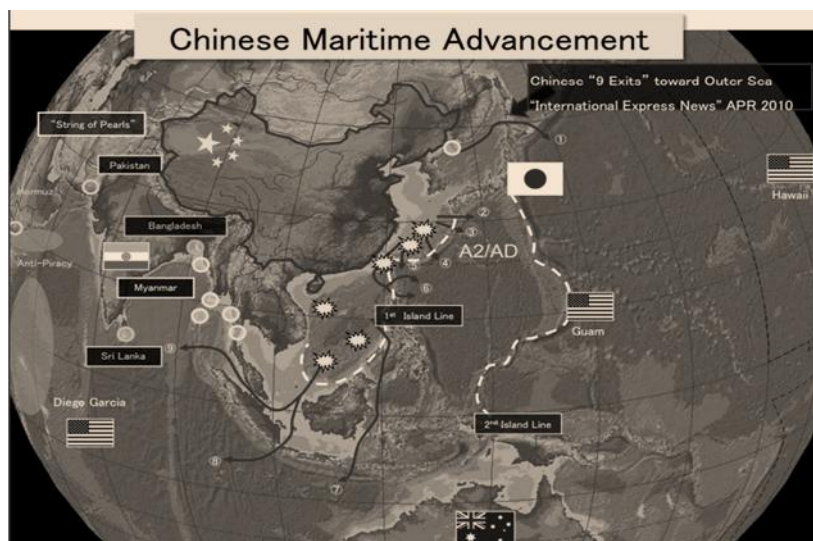 Chinese Maritime Advancement
Chinese “9 Exits” toward Outer Sea
“International Express News” APR 2010
“String of Pearls”
①
Pakistan
Hormuz
Hawaii
②
Bangladesh
③
A2/AD
Anti-Piracy
④
⑤
Myanmar
⑥
1st Island Line
Guam
⑨
Sri Lanka
Diego Garcia
2nd Island Line
⑧
⑦